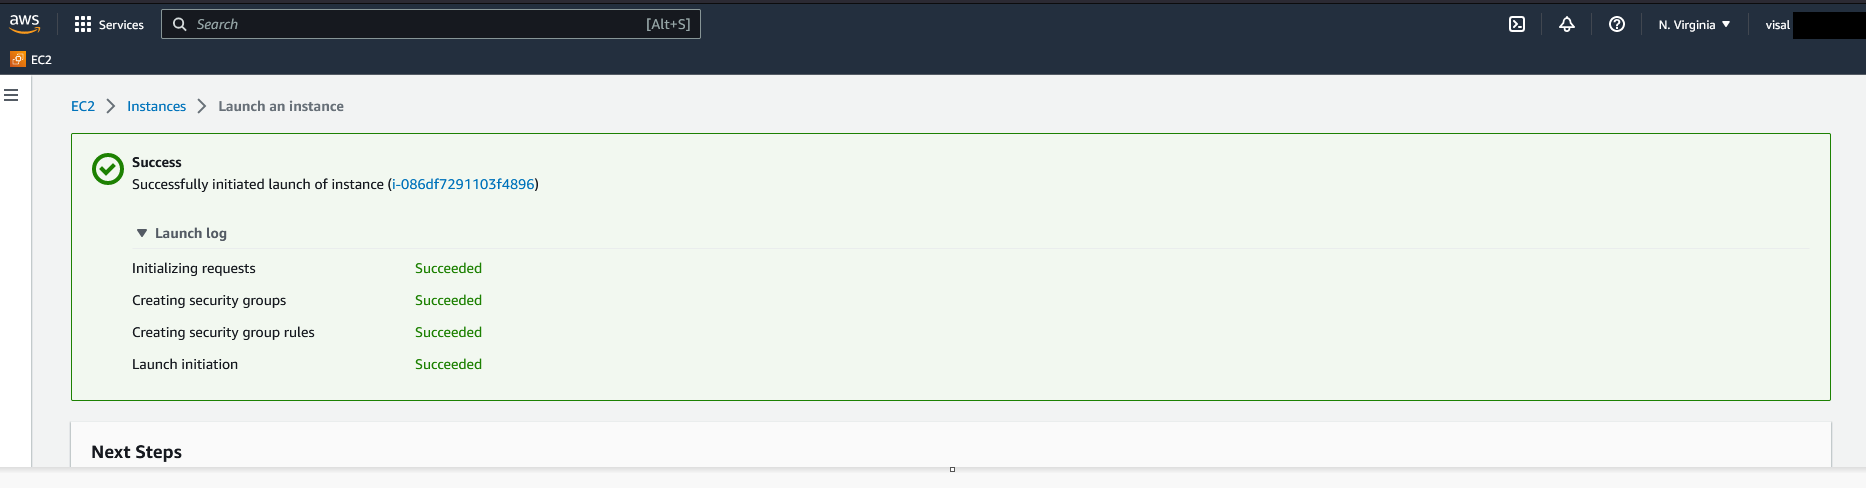 aws Services Search [Alt+S] N. Virginia visal
EC2
EC2 Instances Launch an instance
Success
Successfully initiated launch of instance (i-086df7291103f4896)
Launch log
Initializing requests Succeeded
Creating security groups Succeeded
Creating security group rules Succeeded
Launch initiation Succeeded
Next Steps